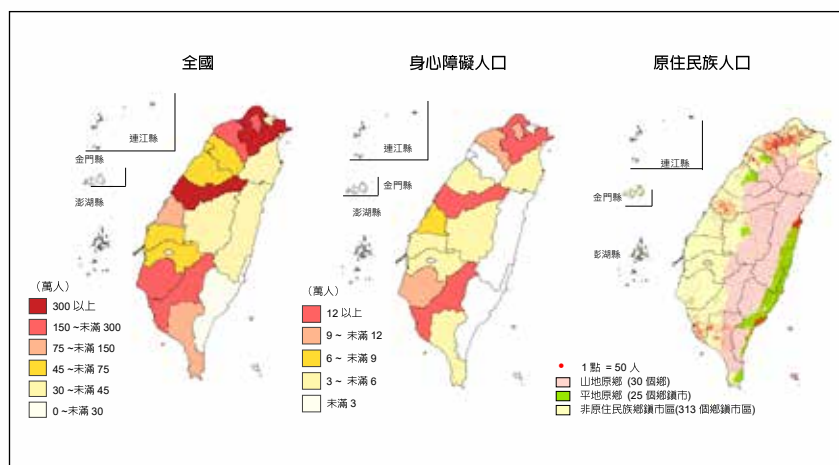 全國
連江縣
金門縣
澎湖縣
（萬人）
300 以上
150 ~未滿 300
75 ~未滿 150
45 ~未滿 75
30 ~未滿 45
0 ~未滿 30
身心障礙人口
連江縣
金門縣
澎湖縣
（萬人）
12 以上
9 ~ 未滿 12
6 ~ 未滿 9
3 ~ 未滿 6
未滿 3
原住民族人口
連江縣
金門縣
澎湖縣
1 點 = 50 人
山地原鄉 (30 個鄉)
平地原鄉 (25 個鄉鎮市)
非原住民族鄉鎮市區(313 個鄉鎮市區)